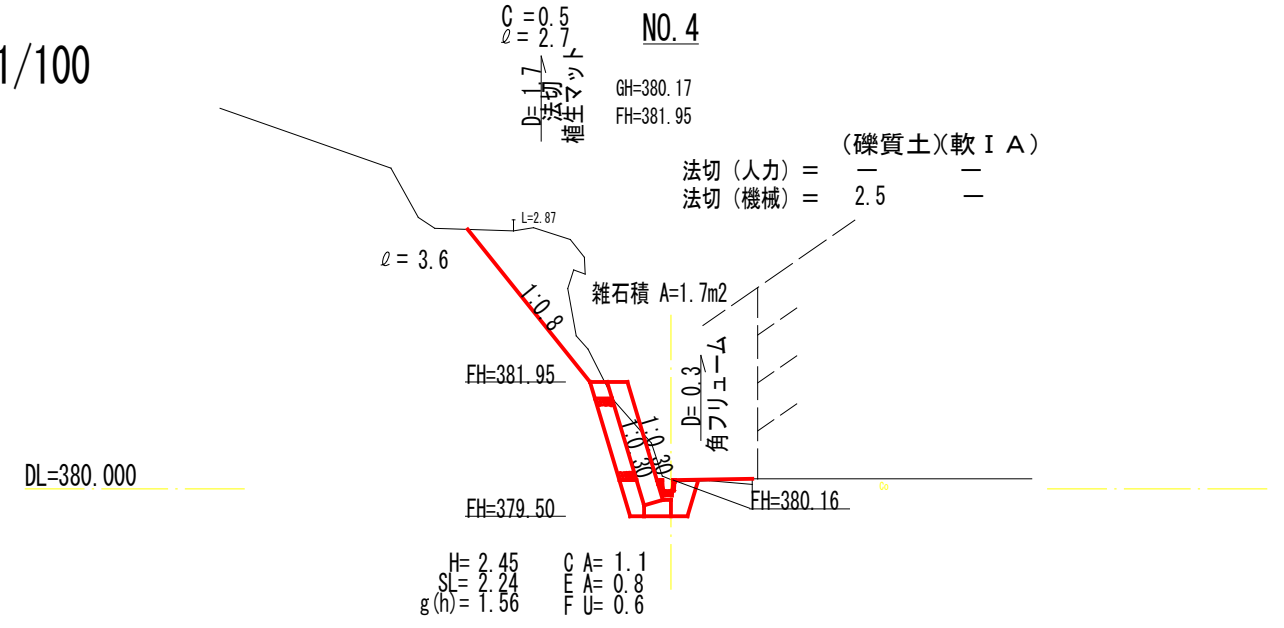 1/100
C =0.5
ℓ = 2.7
NO.4
D= 1.7
法切
植生マット
GH=380.17
FH=381.95
(礫質土)(軟ⅠA)
法切(人力)= — —
法切(機械)= 2.5 —
L=2.87
ℓ = 3.6
1:0.8
雑石積 A=1.7m2
FH=381.95
D= 0.3
角フリューム
1:0.30
1:0.30
DL=380.000
FH=379.50
FH=380.16
H= 2.45
SL= 2.24
g(h)= 1.56
C A= 1.1
E A= 0.8
F U= 0.6